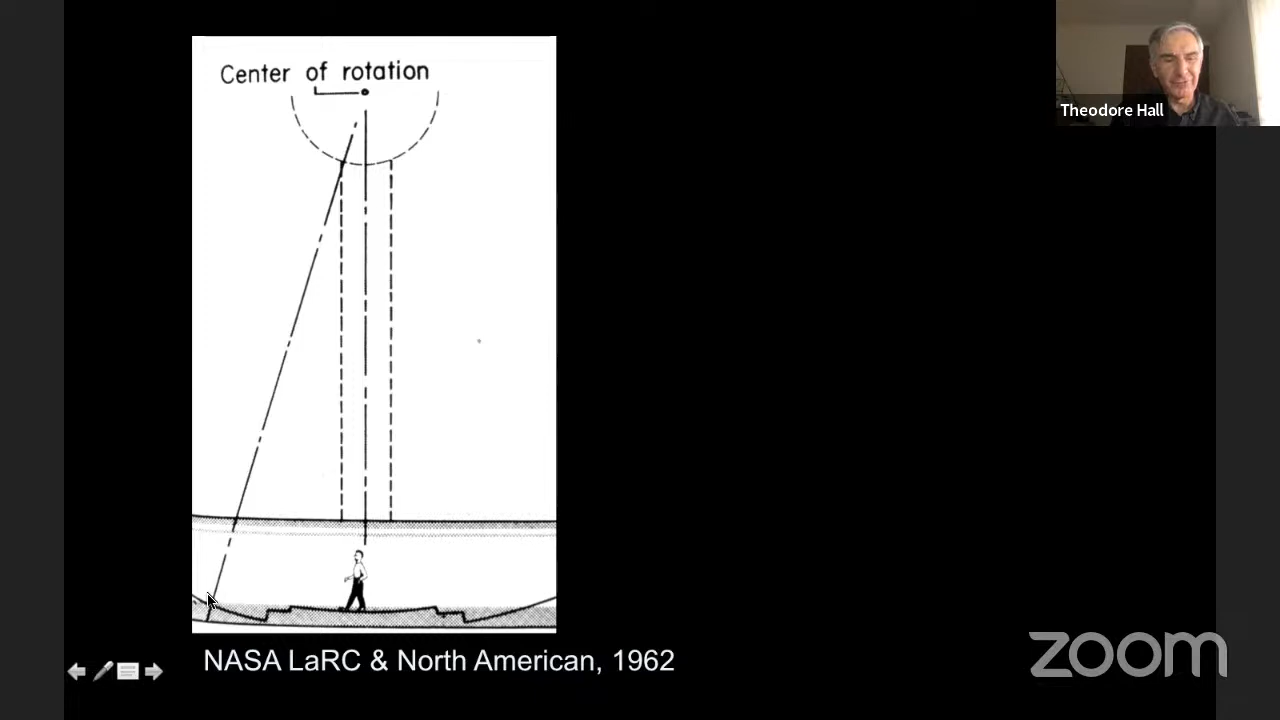 Center of rotation
Theodore Hall
NASA LaRC & North American, 1962
zoom